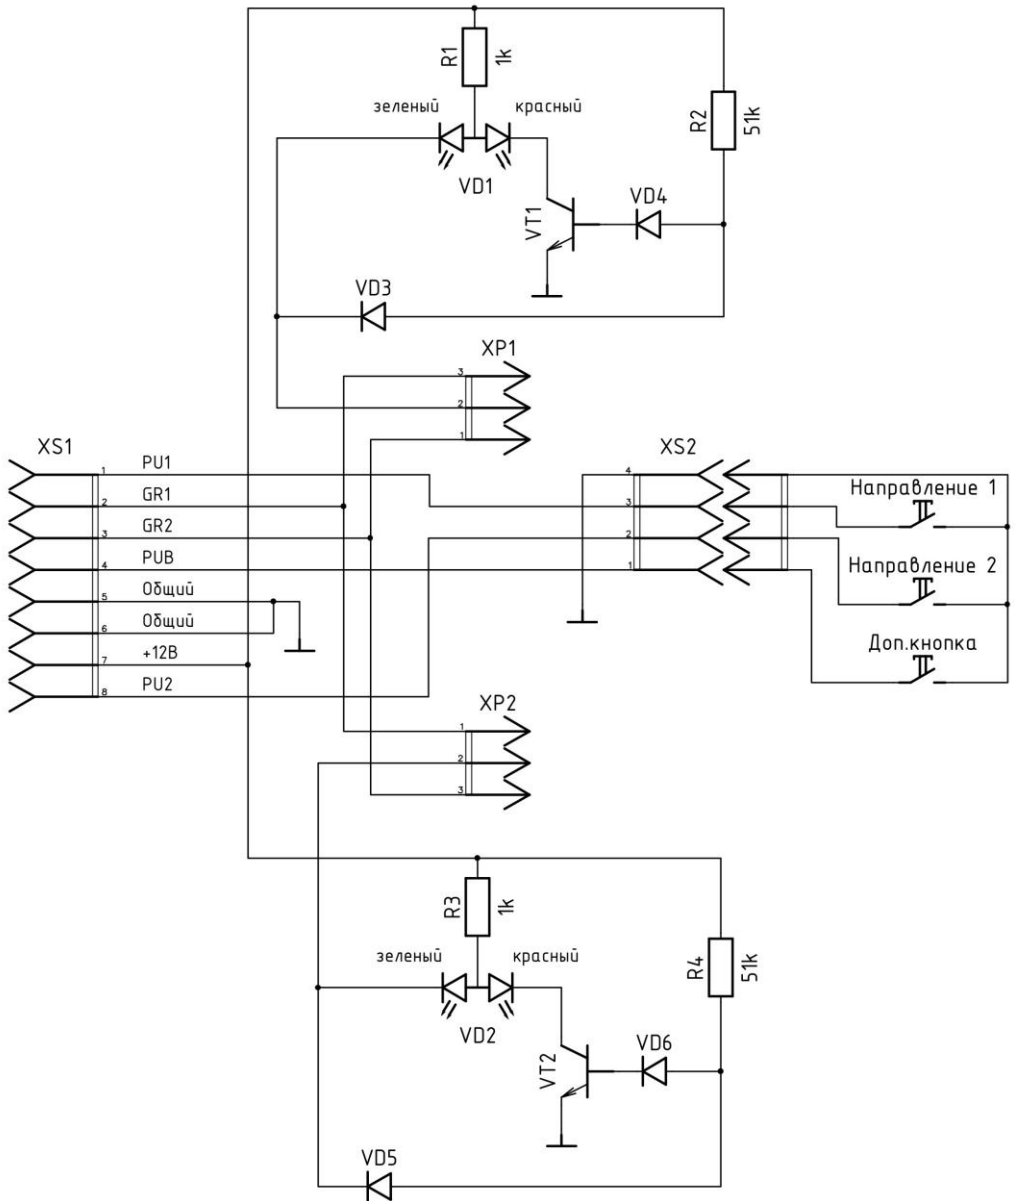 R1
1k
зеленый
красный
VD1
R2
51k
VT1
VD4
VD3
XP1
3
2
1
XS1
1
PU1
2
GR1
3
GR2
4
PUB
5
Общий
6
Общий
7
+12В
8
PU2
XS2
4
3
2
1
Направление 1
Направление 2
Доп.кнопка
XP2
1
2
3
R3
1k
зеленый
красный
VD2
R4
51k
VT2
VD6
VD5